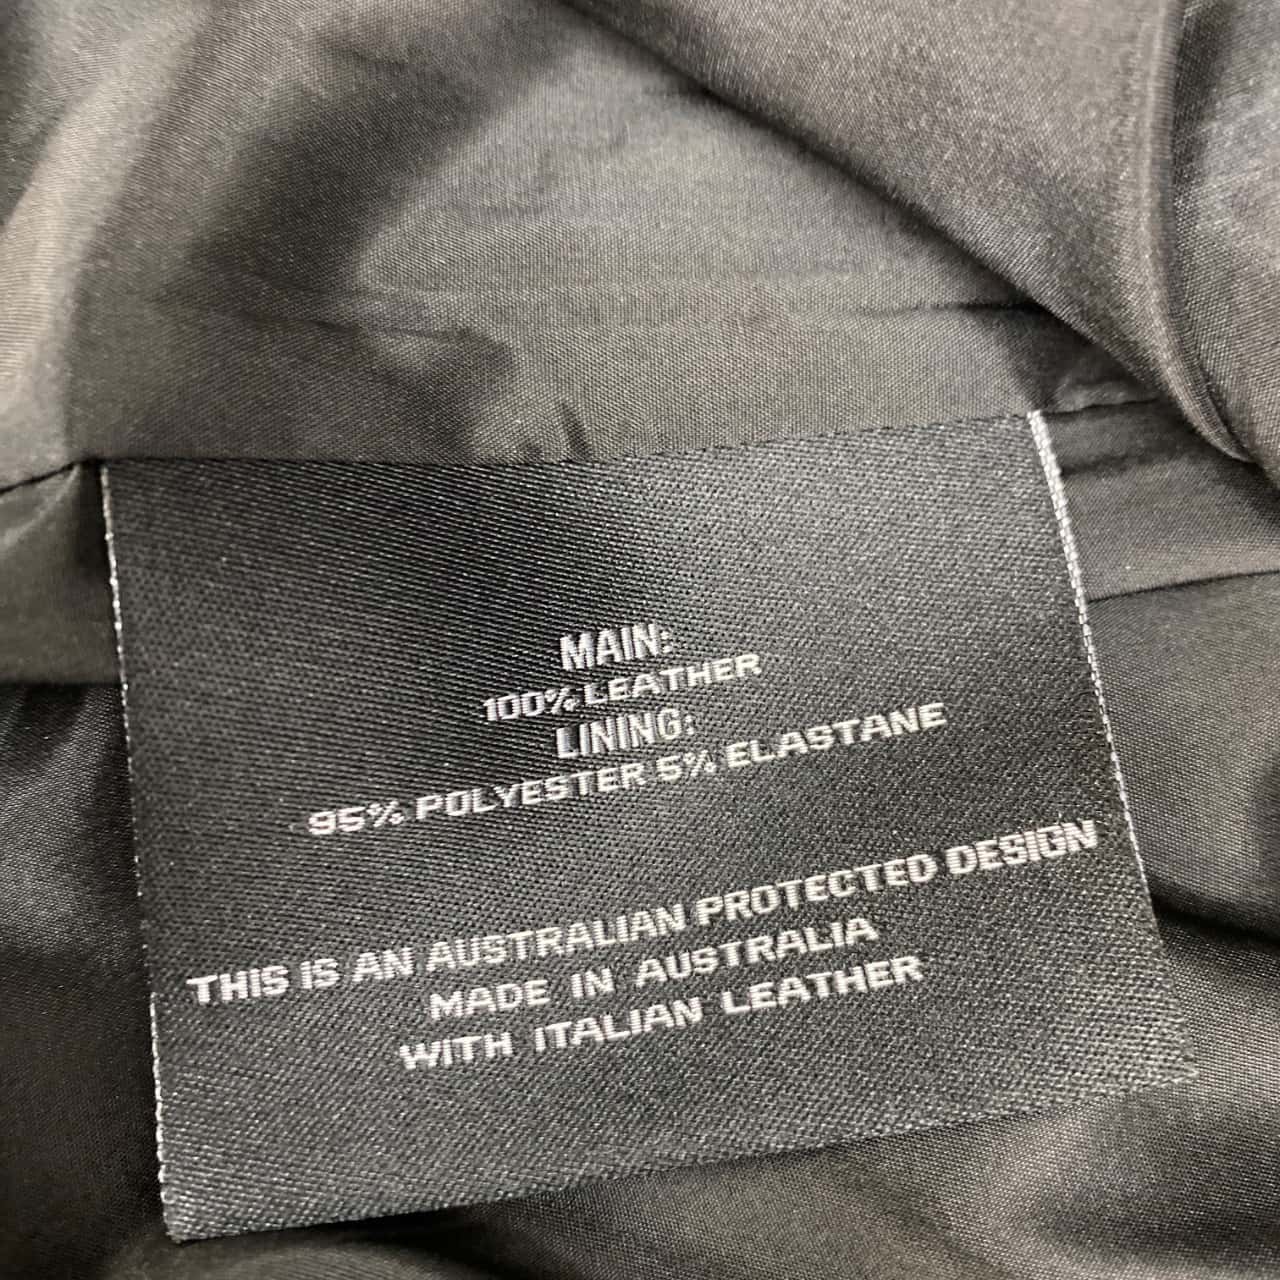 MAIN:
100% LEATHER
LINING:
95% POLYESTER 5% ELASTANE
THIS IS AN AUSTRALIAN PROTECTED DESIGN
MADE IN AUSTRALIA
WITH ITALIAN LEATHER